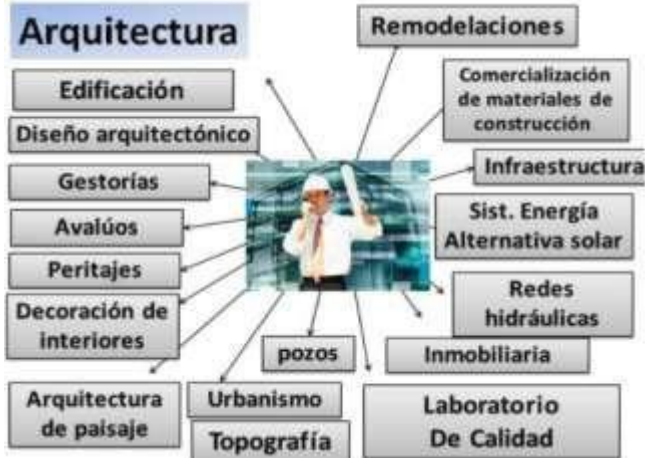 Arquitectura
Remodelaciones
Edificación
Comercialización
de materiales de
construcción
Diseño arquitectónico
Infraestructura
Gestorías
Avalúos
Sist. Energía
Alternativa solar
Peritajes
Decoración de
interiores
Redes
hidráulicas
pozos
Inmobiliaria
Arquitectura
de paisaje
Urbanismo
Topografía
Laboratorio
De Calidad